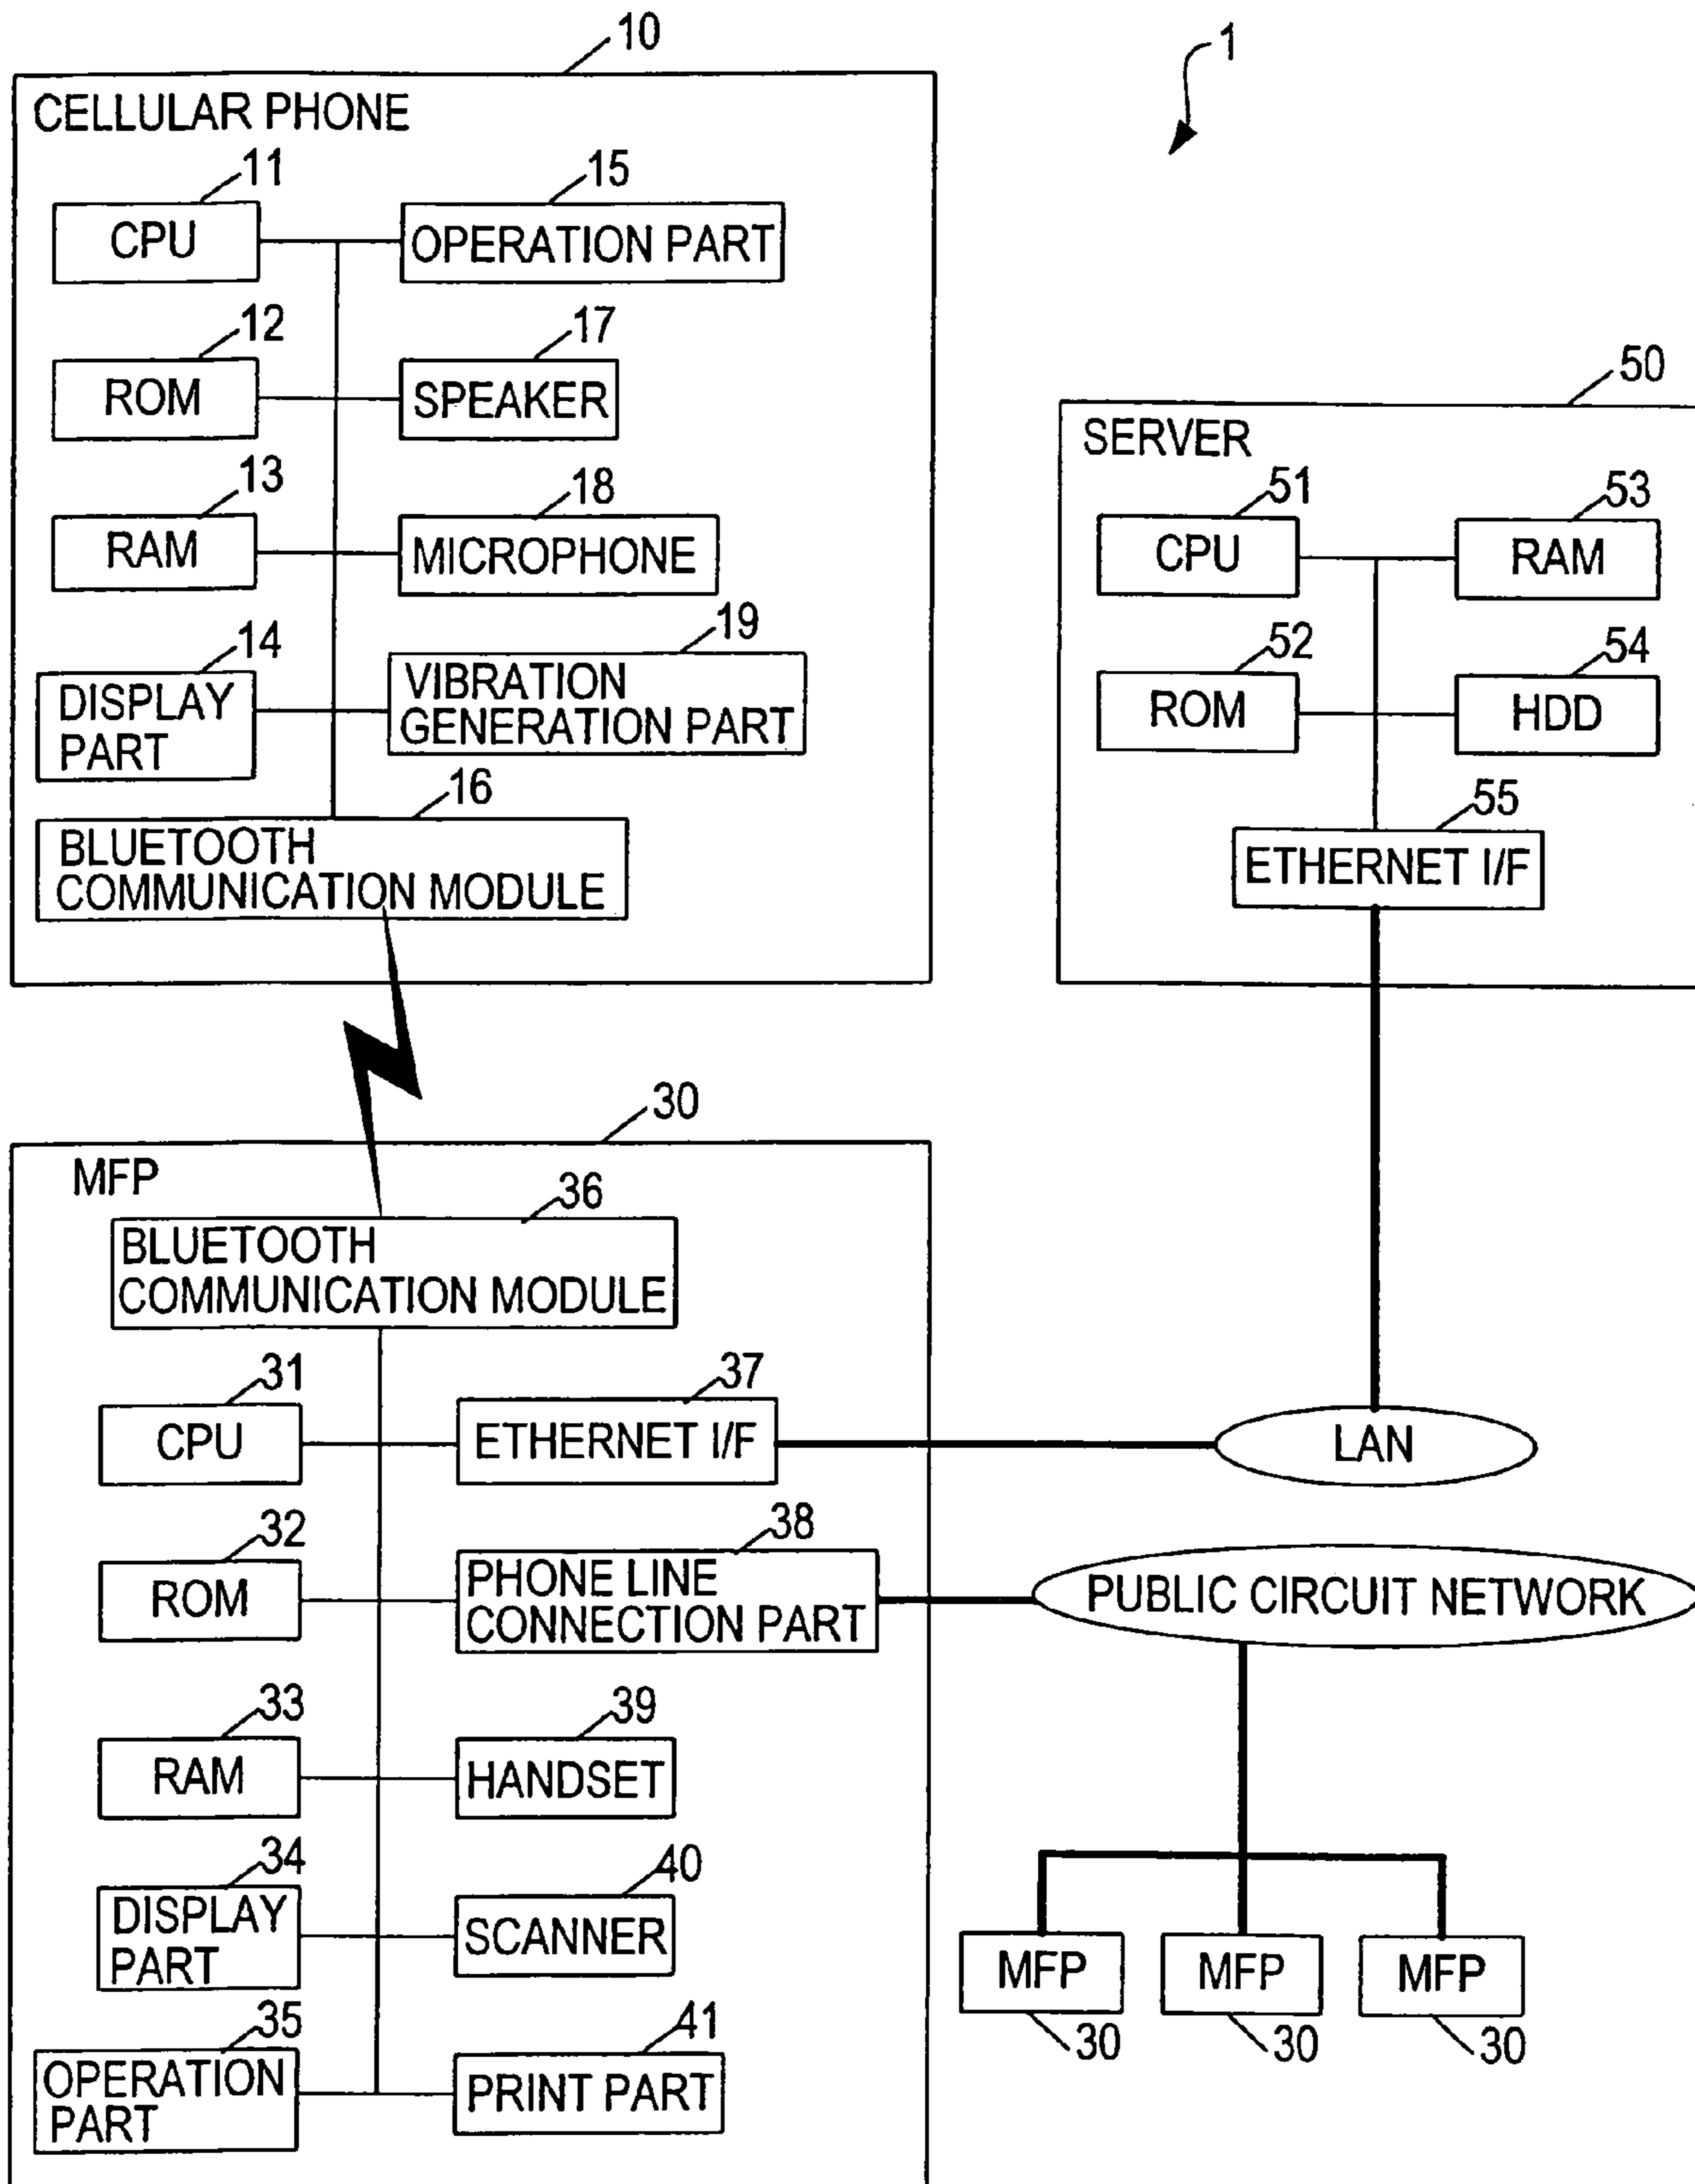 10
1
CELLULAR PHONE
11
15
CPU
OPERATION PART
12
17
ROM
SPEAKER
13
18
RAM
MICROPHONE
14
19
DISPLAY
PART
VIBRATION
GENERATION PART
16
BLUETOOTH
COMMUNICATION MODULE
50
SERVER
51
53
CPU
RAM
52
54
ROM
HDD
55
ETHERNET I/F
30
MFP
36
BLUETOOTH
COMMUNICATION MODULE
31
37
CPU
ETHERNET I/F
LAN
32
38
ROM
PHONE LINE
CONNECTION PART
PUBLIC CIRCUIT NETWORK
33
39
RAM
HANDSET
34
40
DISPLAY
PART
SCANNER
35
41
OPERATION
PART
PRINT PART
MFP
MFP
MFP
30
30
30